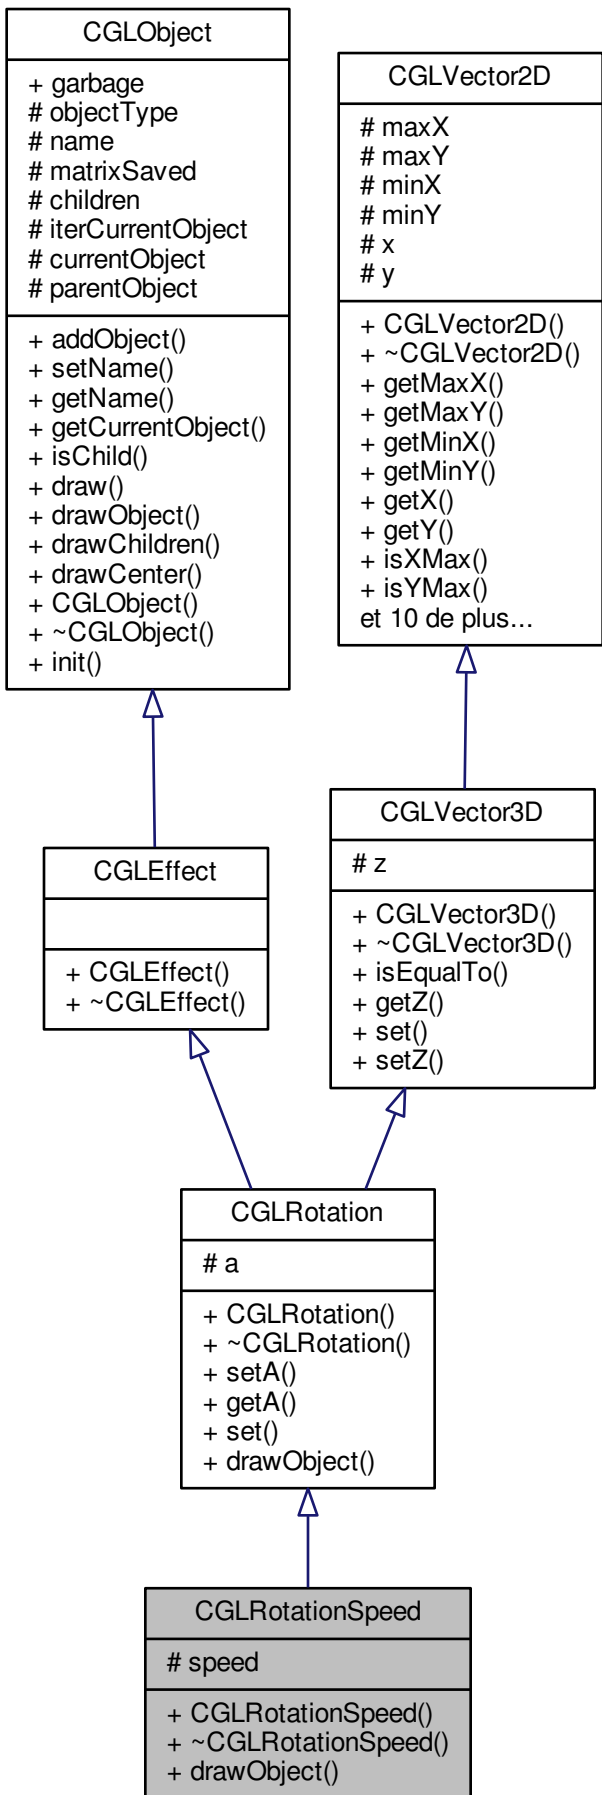 CGLObject
+ garbage
# objectType
# name
# matrixSaved
# children
# iterCurrentObject
# currentObject
# parentObject
+ addObject()
+ setName()
+ getName()
+ getCurrentObject()
+ isChild()
+ draw()
+ drawObject()
+ drawChildren()
+ drawCenter()
+ CGLObject()
+ ~CGLObject()
+ init()
CGLVector2D
# maxX
# maxY
# minX
# minY
# x
# y
+ CGLVector2D()
+ ~CGLVector2D()
+ getMaxX()
+ getMaxY()
+ getMinX()
+ getMinY()
+ getX()
+ getY()
+ isXMax()
+ isYMax()
et 10 de plus...
CGLEffect
+ CGLEffect()
+ ~CGLEffect()
CGLVector3D
# z
+ CGLVector3D()
+ ~CGLVector3D()
+ isEqualTo()
+ getZ()
+ set()
+ setZ()
CGLRotation
# a
+ CGLRotation()
+ ~CGLRotation()
+ setA()
+ getA()
+ set()
+ drawObject()
CGLRotationSpeed
# speed
+ CGLRotationSpeed()
+ ~CGLRotationSpeed()
+ drawObject()